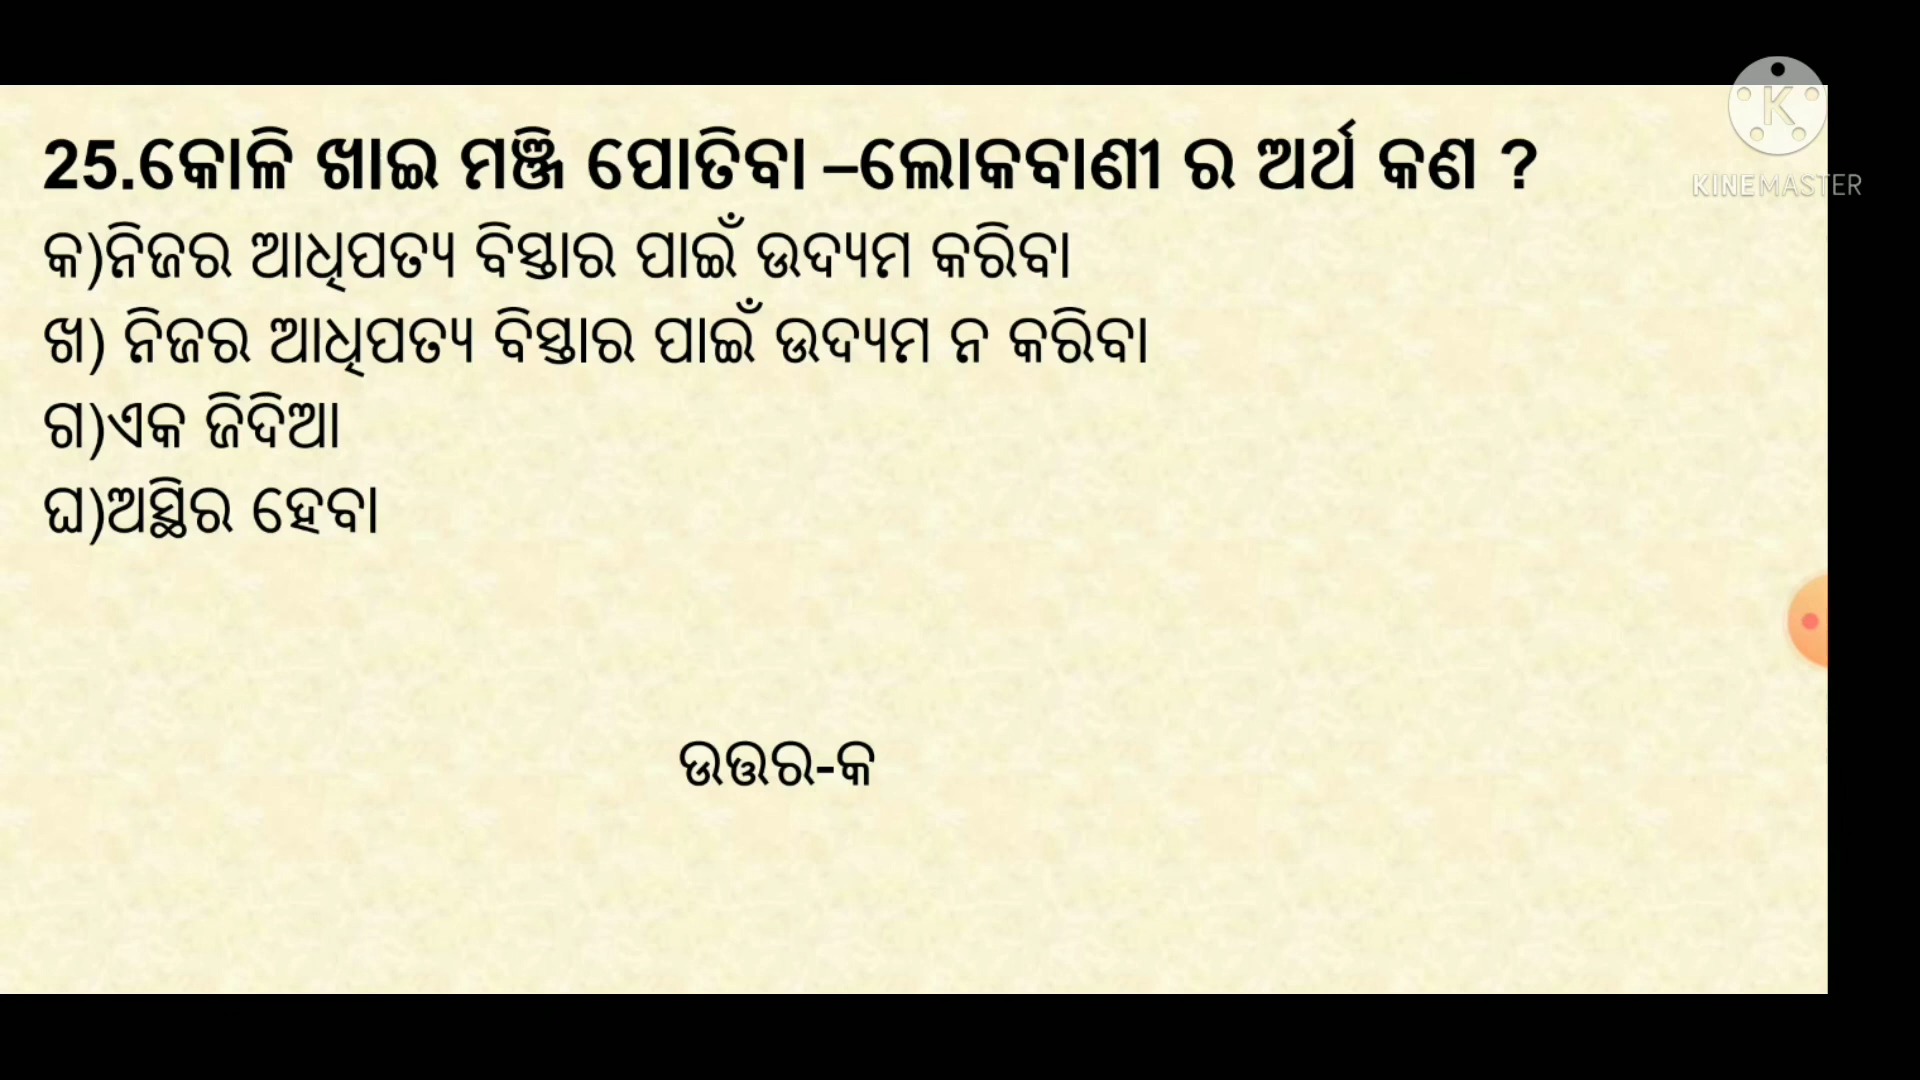 25.କୋଳି ଖାଇ ମଞ୍ଜି ପୋତିବା –ଲୋକବାଣୀ ର ଅର୍ଥ କଣ ?
କ)ନିଜର ଆଧିପତ୍ୟ ବିସ୍ତାର ପାଇଁ ଉଦ୍ୟମ କରିବା
ଖ) ନିଜର ଆଧିପତ୍ୟ ବିସ୍ତାର ପାଇଁ ଉଦ୍ୟମ ନ କରିବା
ଗ)ଏକ ଜିଦିଆ
ଘ)ଅସ୍ଥିର ହେବା
ଉତ୍ତର-କ
K
KINEMASTER